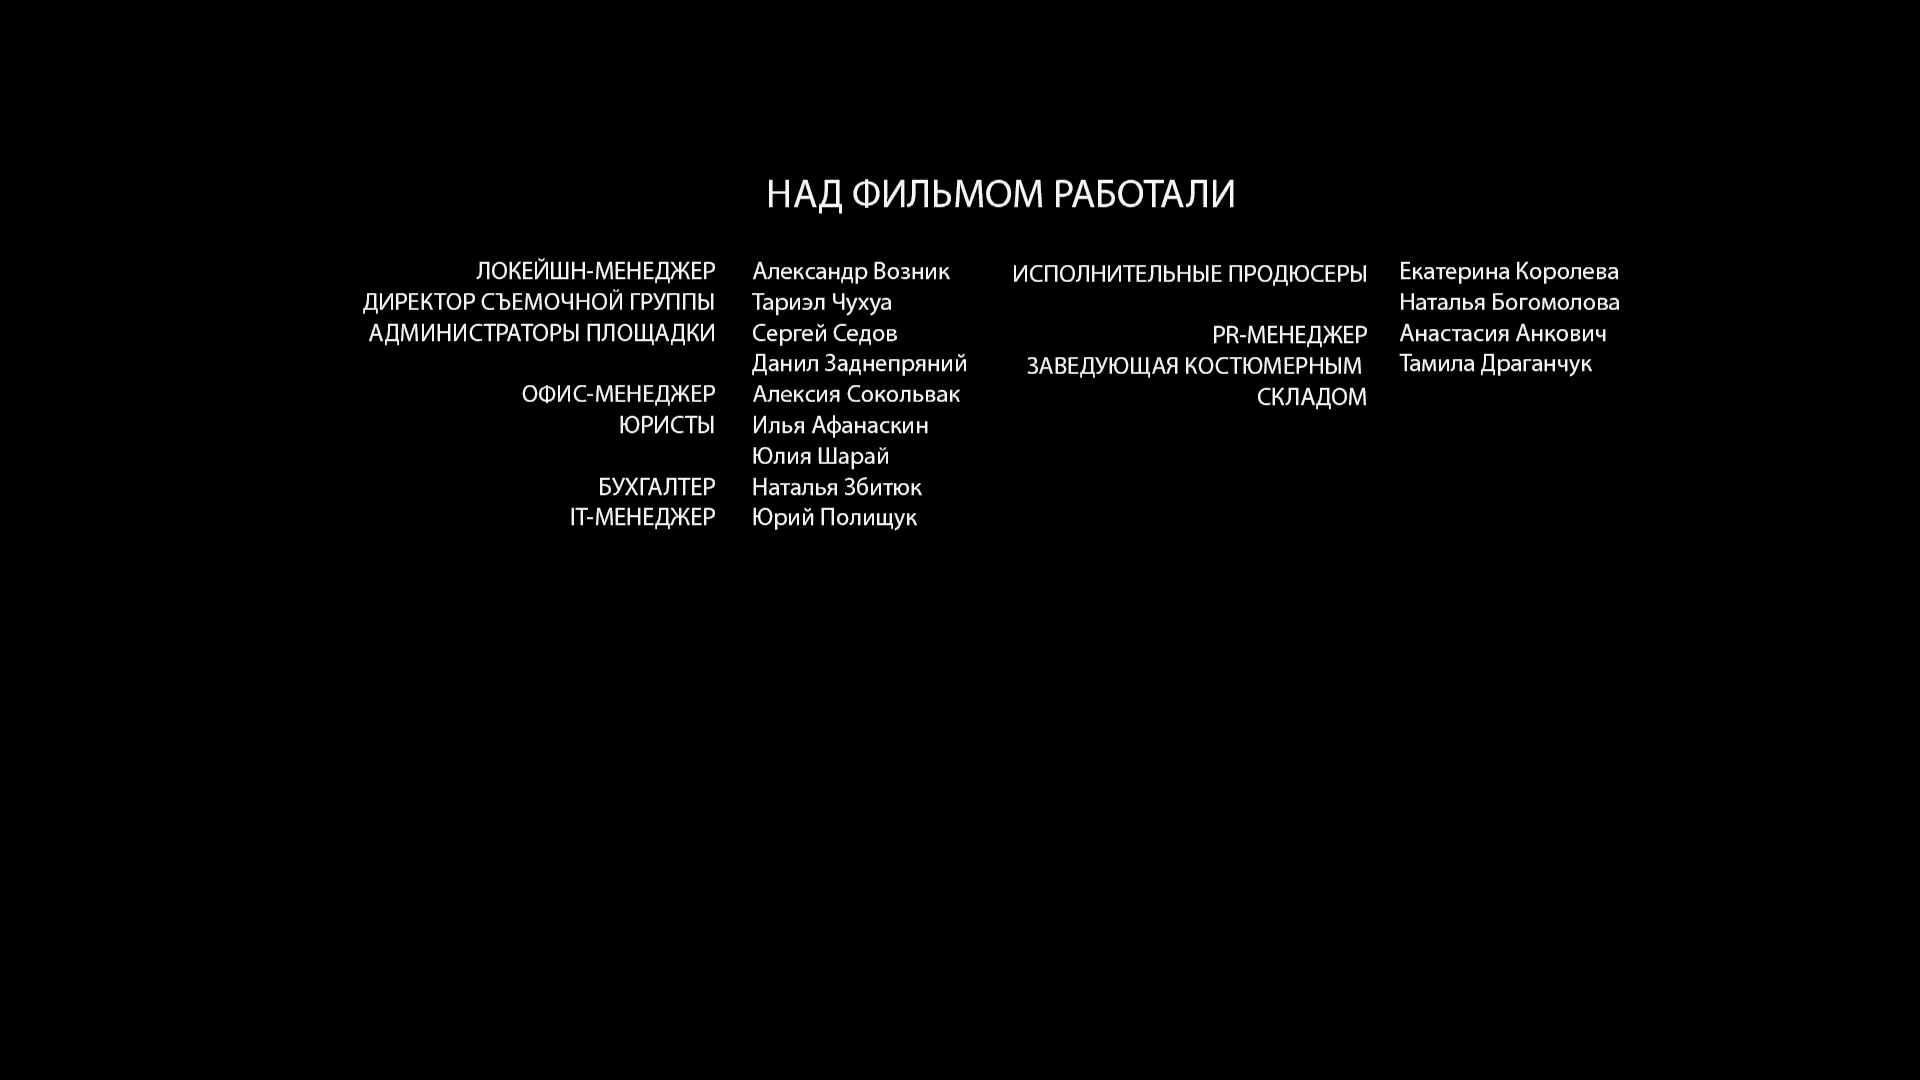 НАД ФИЛЬМОМ РАБОТАЛИ
ЛОКЕЙШН-МЕНЕДЖЕР Александр Возник
ДИРЕКТОР СЪЕМОЧНОЙ ГРУППЫ Тариэл Чухуа
АДМИНИСТРАТОРЫ ПЛОЩАДКИ Сергей Седов
Данил Заднепряний
ОФИС-МЕНЕДЖЕР Алексия Сокольвак
ЮРИСТЫ Илья Афанаскин
Юлия Шарай
БУХГАЛТЕР Наталья Збитюк
IT-МЕНЕДЖЕР Юрий Полищук
ИСПОЛНИТЕЛЬНЫЕ ПРОДЮСЕРЫ Екатерина Королева
Наталья Богомолова
PR-МЕНЕДЖЕР Анастасия Анкович
ЗАВЕДУЮЩАЯ КОСТЮМЕРНЫМ Тамила Драганчук
СКЛАДОМ